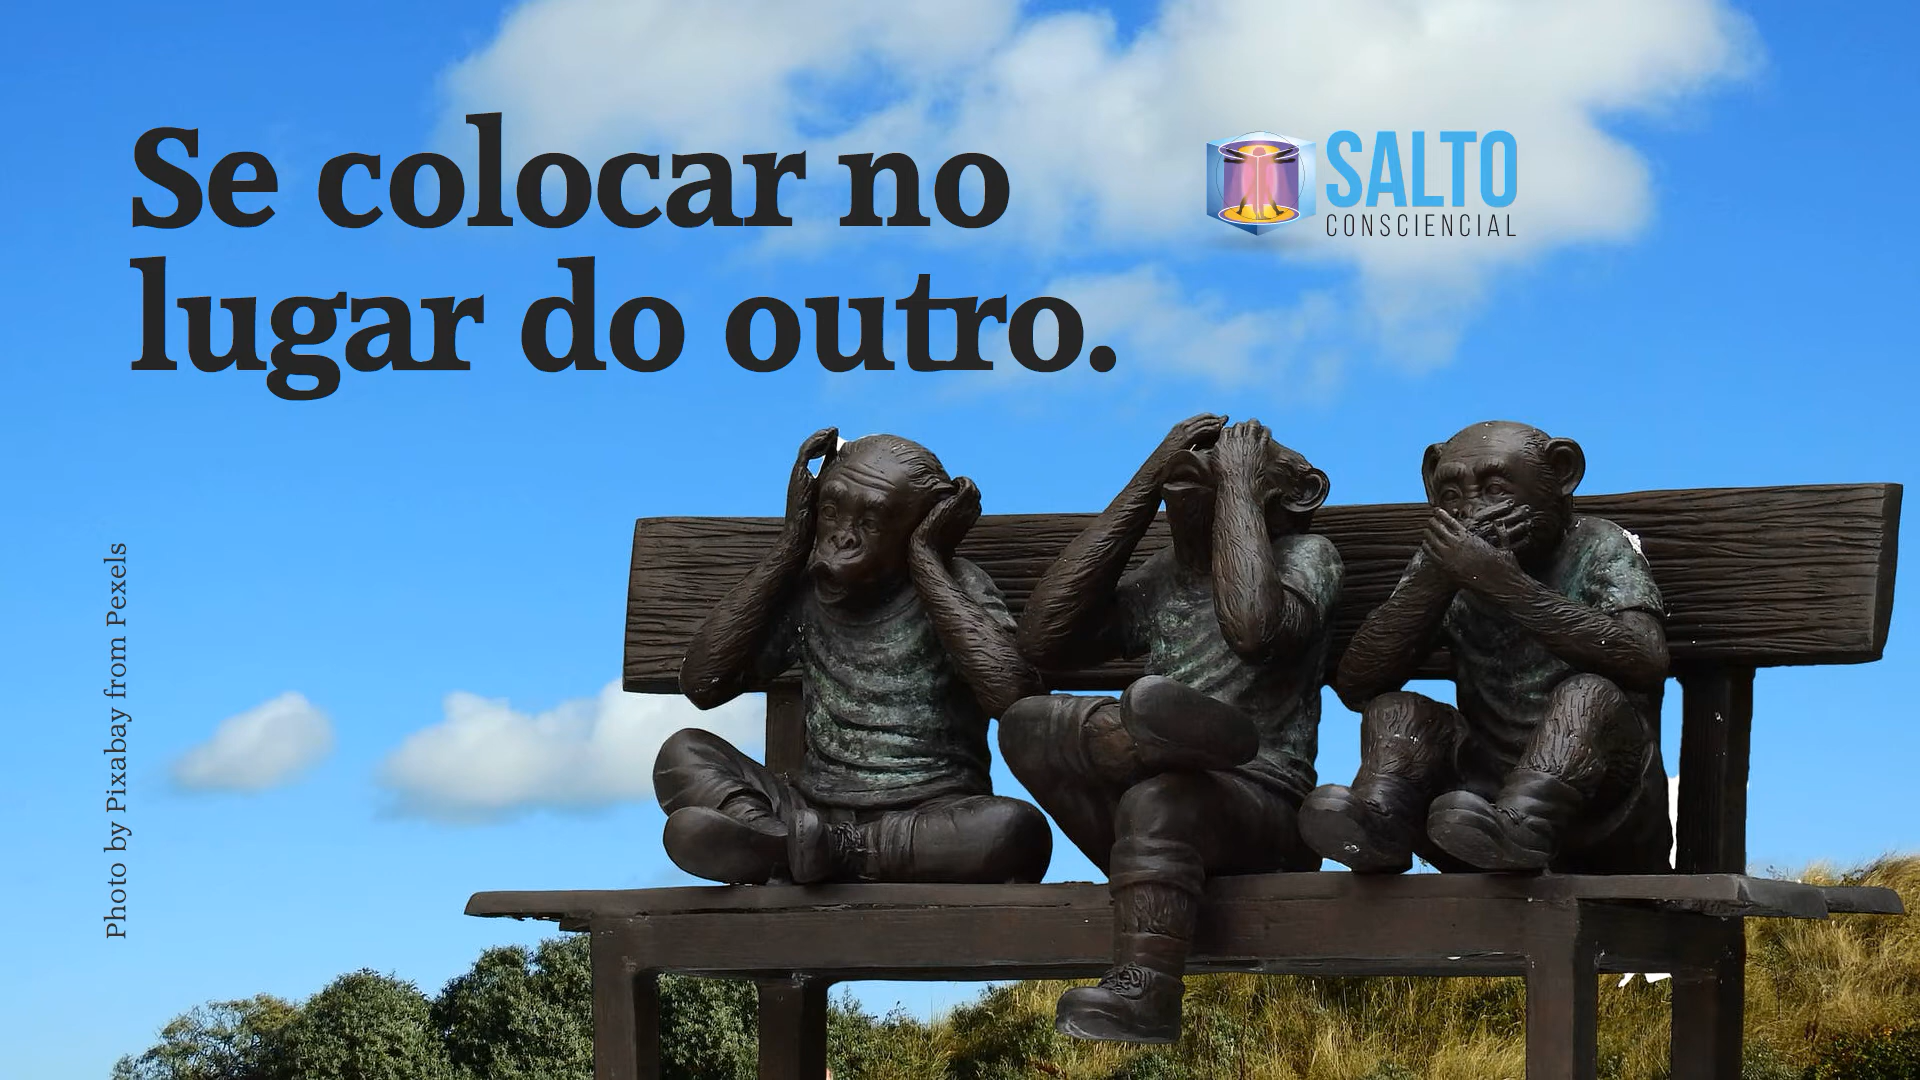 Se colocar no
lugar do outro.
SALTO
CONSCIENCIAL
Photo by Pixabay from Pexels